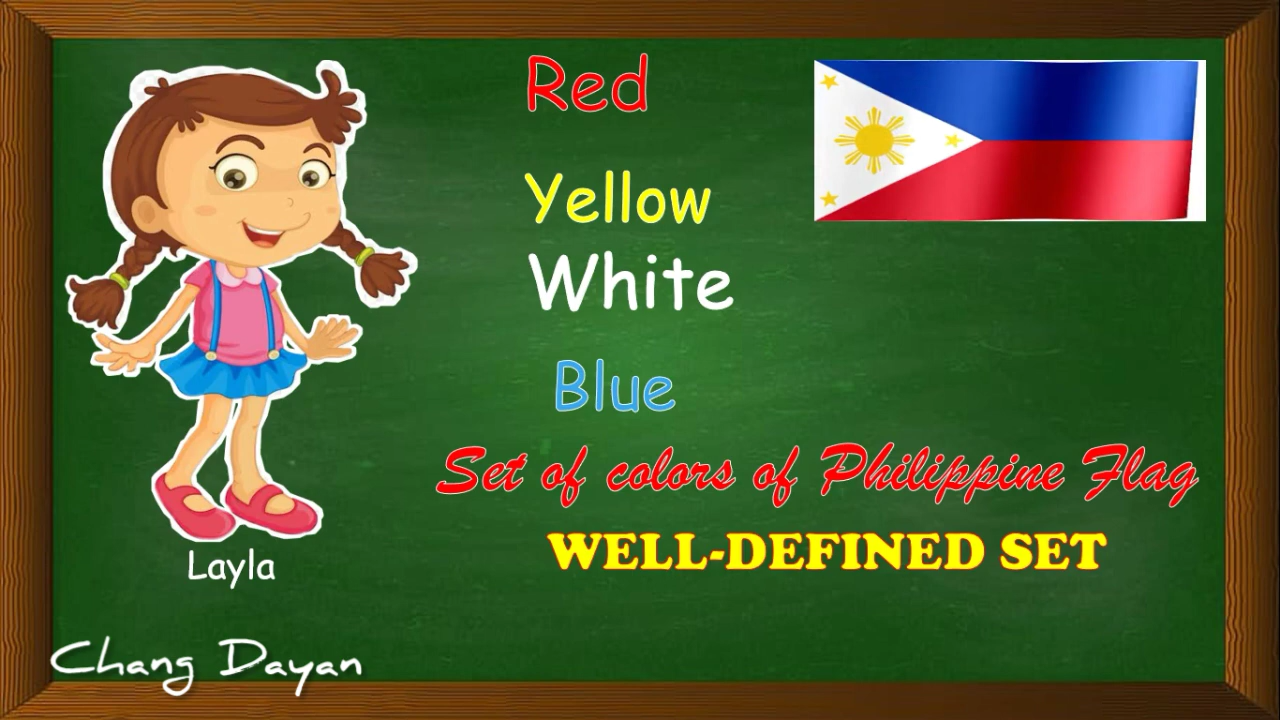 Red
Yellow
White
Blue
Set of colors of Philippine Flag
WELL-DEFINED SET
Layla
Chang Dayan